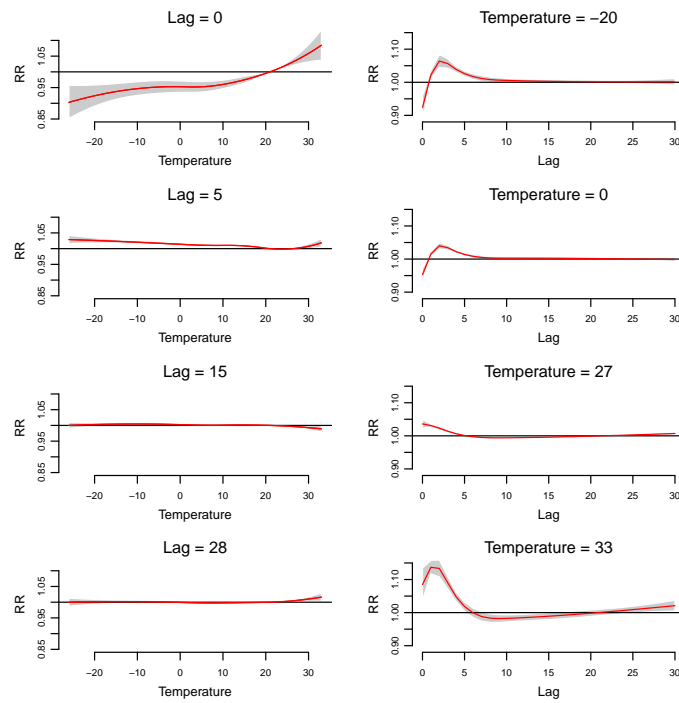 Lag = 0
RR
0.85 0.95 1.05
−20 −10 0 10 20 30
Temperature
Temperature = −20
RR
0.90 1.00 1.10
0 5 10 15 20 25 30
Lag
Lag = 5
RR
0.85 0.95 1.05
−20 −10 0 10 20 30
Temperature
Temperature = 0
RR
0.90 1.00 1.10
0 5 10 15 20 25 30
Lag
Lag = 15
RR
0.85 0.95 1.05
−20 −10 0 10 20 30
Temperature
Temperature = 27
RR
0.90 1.00 1.10
0 5 10 15 20 25 30
Lag
Lag = 28
RR
0.85 0.95 1.05
−20 −10 0 10 20 30
Temperature
Temperature = 33
RR
0.90 1.00 1.10
0 5 10 15 20 25 30
Lag